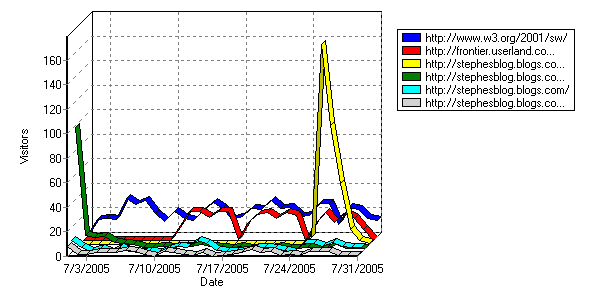 http://www.w3.org/2001/sw/
http://frontier.userland.co...
http://stephesblog.blogs.co...
http://stephesblog.blogs.co...
http://stephesblog.blogs.com/
http://stephesblog.blogs.co...
160
140
120
100
80
60
40
20
0
Visitors
7/3/2005 7/10/2005 7/17/2005 7/24/2005 7/31/2005
Date